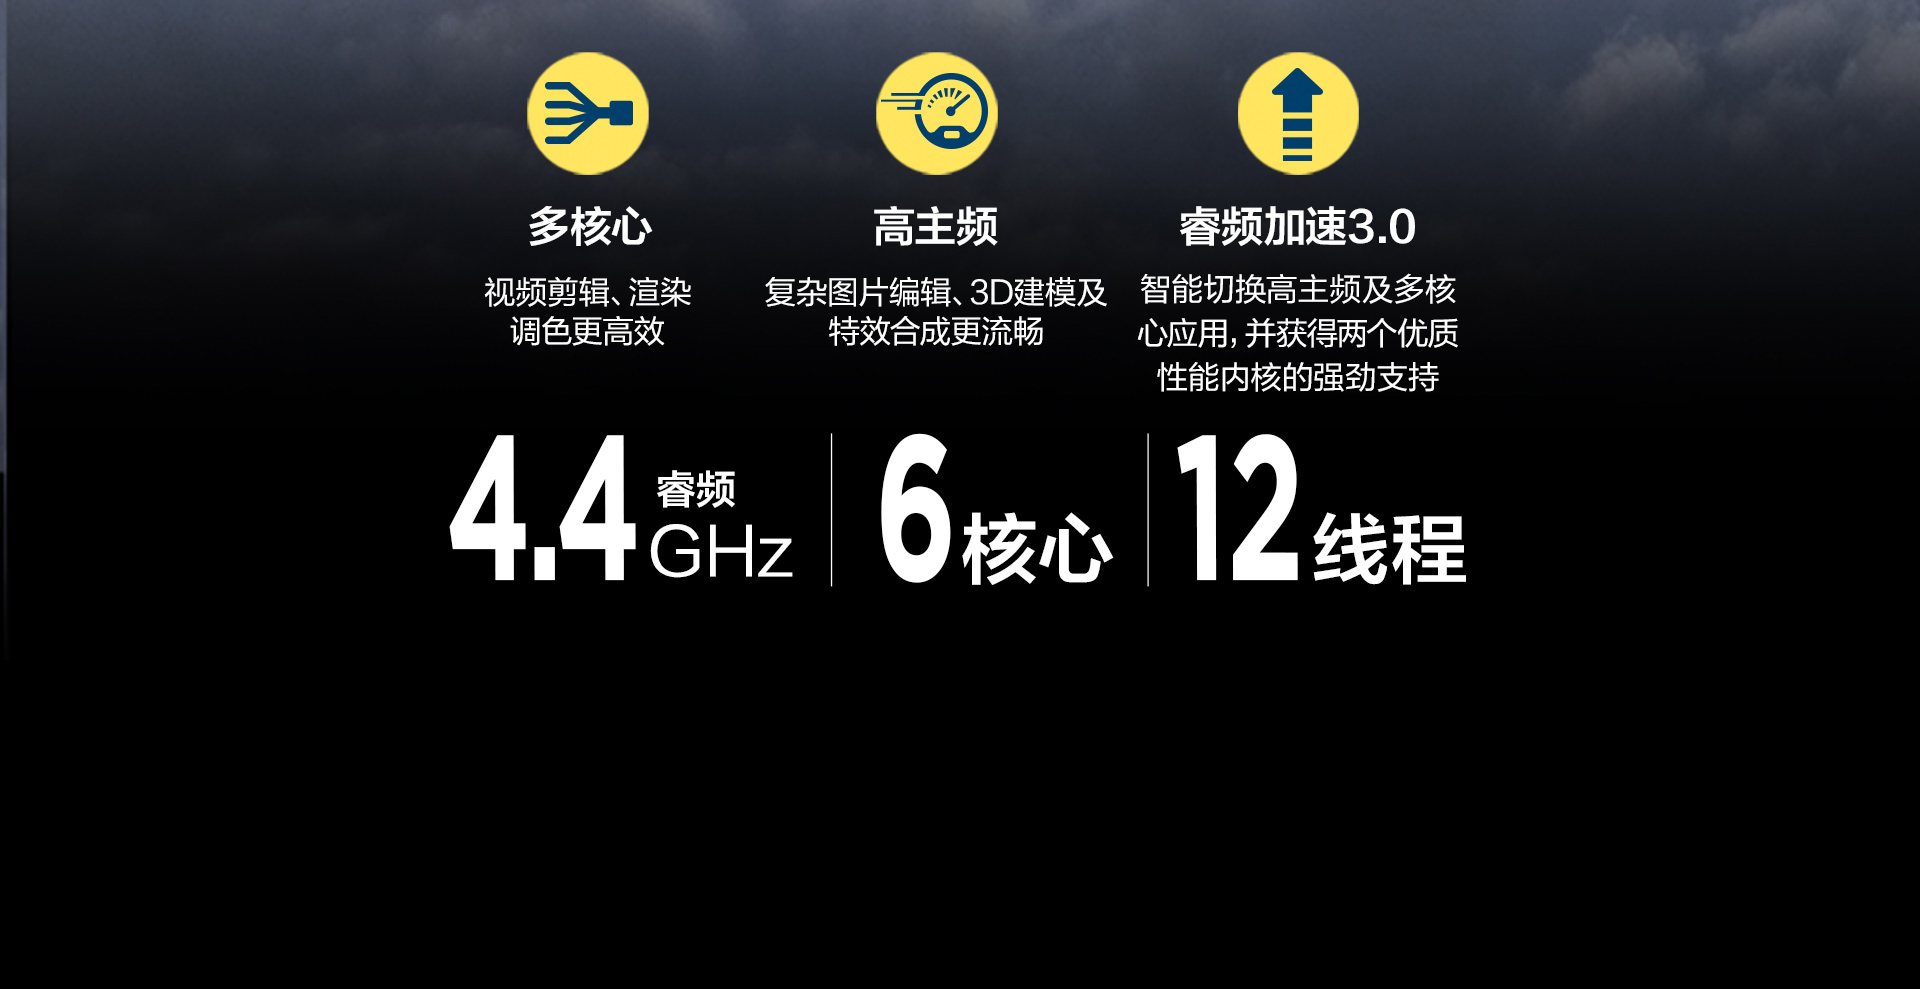 多核心
视频剪辑、渲染
调色更高效
高主频
复杂图片编辑、3D建模及
特效合成更流畅
睿频加速3.0
智能切换高主频及多核
心应用，并获得两个优质
性能内核的强劲支持
4.4睿频GHz
6核心
12线程